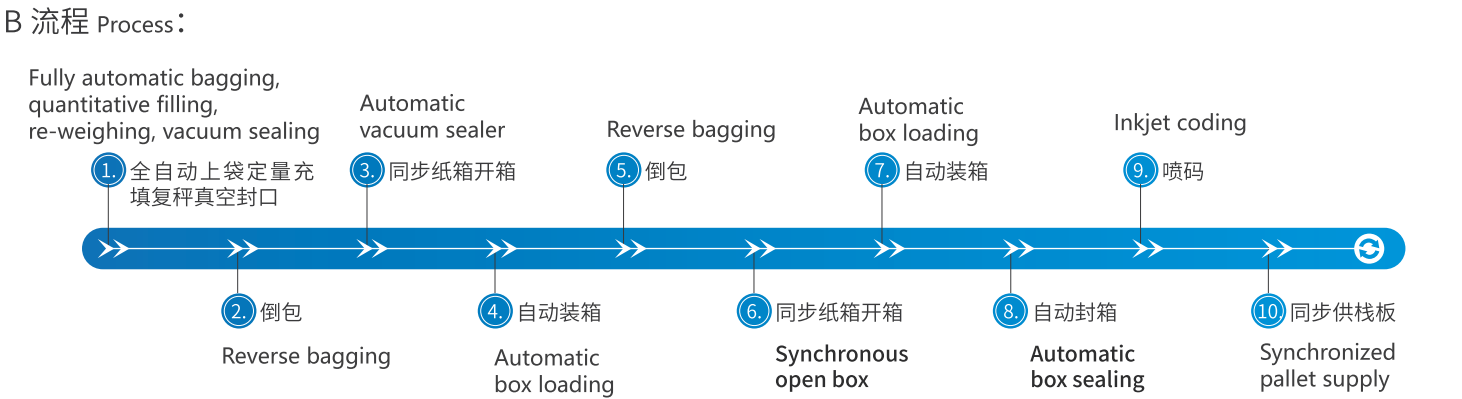 B 流程 Process：
Fully automatic bagging,
quantitative filling,
re-weighing, vacuum sealing
1. 全自动上袋定量充
填复秤真空封口
2. 倒包
Reverse bagging
Automatic
vacuum sealer
3. 同步纸箱开箱
4. 自动装箱
Automatic
box loading
Reverse bagging
5. 倒包
6. 同步纸箱开箱
Synchronous
open box
Automatic
box loading
7. 自动装箱
8. 自动封箱
Automatic
box sealing
Inkjet coding
9. 喷码
10. 同步供栈板
Synchronized
pallet supply